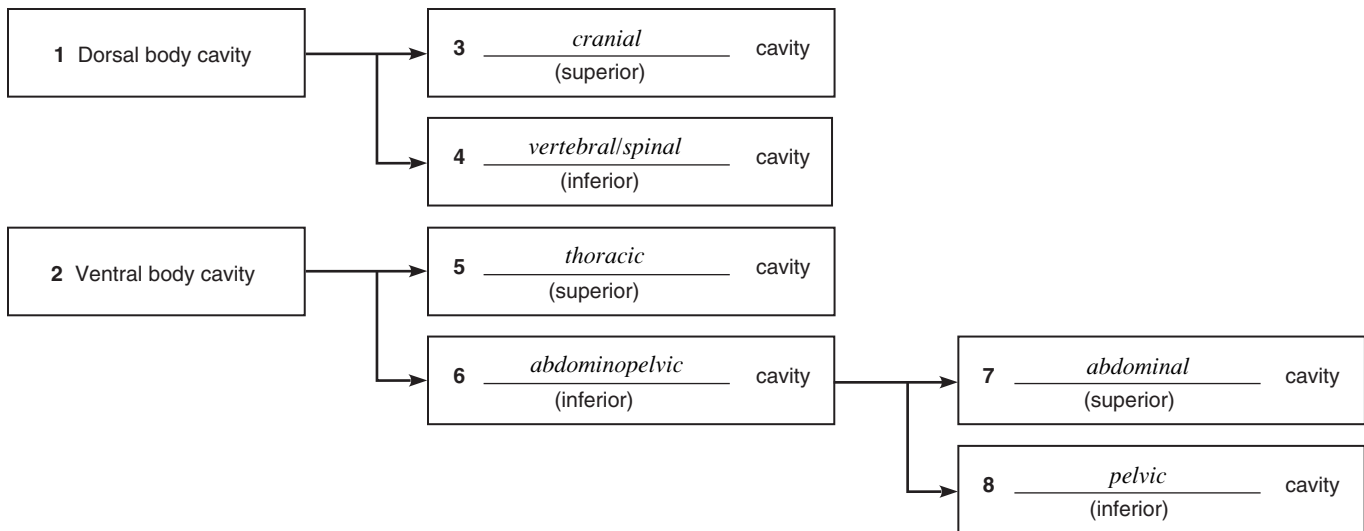 1 Dorsal body cavity
3 cranial cavity
(superior)
4 vertebral/spinal cavity
(inferior)
2 Ventral body cavity
5 thoracic cavity
(superior)
6 abdominopelvic cavity
(inferior)
7 abdominal cavity
(superior)
8 pelvic cavity
(inferior)